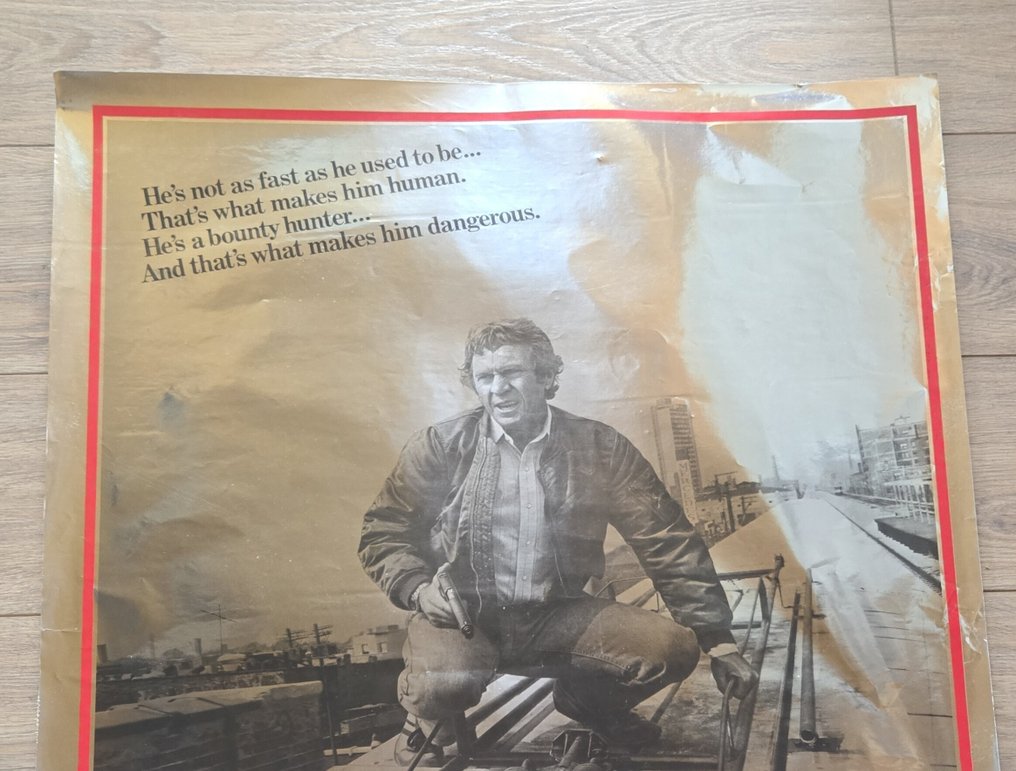 He's not as fast as he used to be...
That's what makes him human.
He's a bounty hunter...
And that's what makes him dangerous.